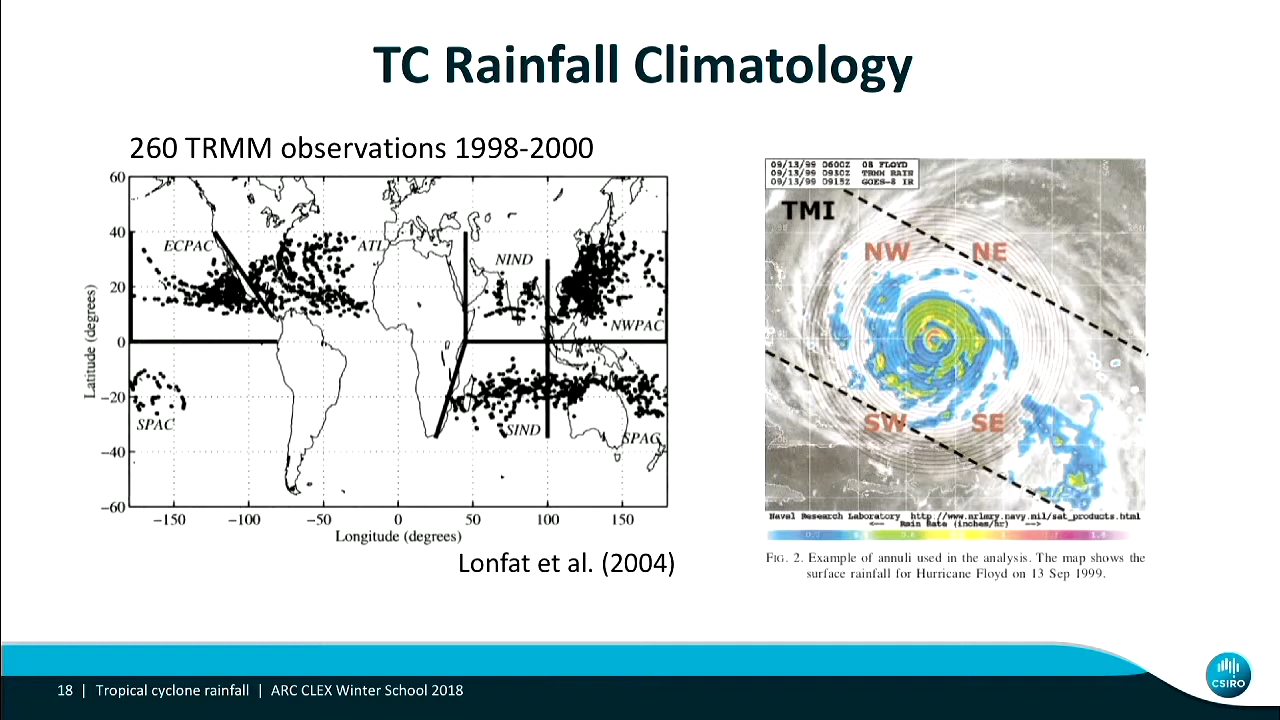 TC Rainfall Climatology
260 TRMM observations 1998-2000
60
40
20
0
−20
−40
−60
Latitude (degrees)
ECPAC
ATL
NIND
NWPAC
SPAC
SIND
SPAC
−150
−100
−50
0
50
100
150
Longitude (degrees)
Lonfat et al. (2004)
09/13/99 0600Z 08 FLOYD
09/13/99 0930Z TRMM RAIN
09/13/99 0915Z GOES-8 IR
TMI
NW
NE
SW
SE
Naval Research Laboratory http://www.nrlmry.navy.mil/sat_products.html
<-- Rain Rate (inches/hr) -->
FIG. 2. Example of annuli used in the analysis. The map shows the
surface rainfall for Hurricane Floyd on 13 Sep 1999.
18 | Tropical cyclone rainfall | ARC CLEX Winter School 2018
CSIRO